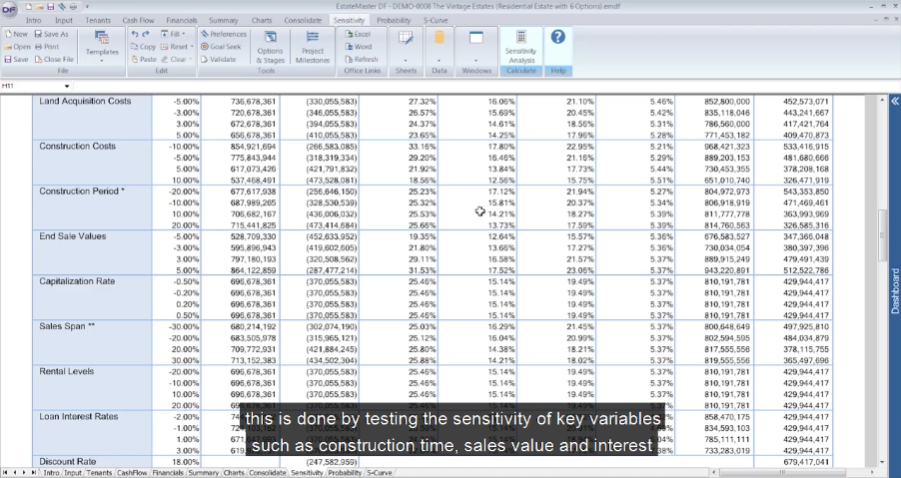 DF
EstateMaster DF - DEMO-0008 The Vintage Estates (Residential Estate with 6 Options).emdf
Intro Input Tenants Cash Flow Financials Summary Charts Consolidate Sensitivity Probability S-Curve
New Save As Fill Preferences Excel
Open Print Templates Copy Reset Goal Seek Options & Stages Project Milestones Word Sheets Data Windows Sensitivity Analysis Help
Save Close File Paste Clear Validate Refresh
File Edit Tools Office Links Calculate Help
H11
Land Acquisition Costs -5.00% 736,678,361 (330,055,583) 27.32% 16.06% 21.10% 5.46% 852,800,000 452,573,071
-3.00% 720,678,361 (346,055,583) 26.57% 15.69% 20.45% 5.42% 835,118,046 443,241,667
3.00% 672,678,361 (394,055,583) 24.37% 14.61% 18.56% 5.31% 786,560,000 417,421,764
5.00% 656,678,361 (410,055,583) 23.65% 14.25% 17.96% 5.28% 771,453,182 409,470,873
Construction Costs -10.00% 854,921,694 (266,583,085) 33.16% 17.80% 22.95% 5.21% 968,421,323 533,416,915
-5.00% 775,843,944 (318,319,334) 29.20% 16.46% 21.16% 5.29% 889,203,153 481,680,666
5.00% 617,073,426 (421,791,832) 21.92% 13.84% 17.73% 5.44% 730,453,355 378,208,168
10.00% 537,468,491 (473,528,081) 18.56% 12.56% 15.75% 5.51% 651,010,740 326,471,919
Construction Period * -20.00% 677,617,938 (256,646,150) 25.23% 17.12% 21.94% 5.27% 804,972,973 543,353,850
-10.00% 687,989,265 (328,530,539) 25.32% 15.81% 20.37% 5.34% 806,918,919 471,469,461
10.00% 705,682,167 (436,006,032) 25.53% 14.21% 18.27% 5.39% 811,777,778 363,993,969
20.00% 715,441,825 (473,414,684) 25.66% 13.73% 17.59% 5.39% 814,760,563 326,585,316
End Sale Values -5.00% 528,709,330 (452,633,952) 19.35% 12.64% 15.57% 5.37% 676,583,527 347,366,048
-3.00% 595,896,943 (419,602,605) 21.80% 13.66% 17.27% 5.36% 730,034,054 380,397,396
3.00% 797,180,193 (320,508,562) 29.11% 16.58% 21.57% 5.37% 889,915,249 479,491,439
5.00% 864,122,859 (287,477,214) 31.53% 17.52% 23.06% 5.37% 943,220,891 512,522,786
Capitalization Rate -0.50% 696,678,361 (370,055,583) 25.46% 15.14% 19.49% 5.37% 810,191,781 429,944,417
-0.20% 696,678,361 (370,055,583) 25.46% 15.14% 19.49% 5.37% 810,191,781 429,944,417
0.20% 696,678,361 (370,055,583) 25.46% 15.14% 19.49% 5.37% 810,191,781 429,944,417
0.50% 696,678,361 (370,055,583) 25.46% 15.14% 19.49% 5.37% 810,191,781 429,944,417
Sales Span ** -30.00% 680,214,192 (302,074,190) 25.03% 16.29% 21.45% 5.37% 800,648,649 497,925,810
-20.00% 683,505,978 (315,965,121) 25.12% 16.04% 20.99% 5.37% 802,594,595 484,034,879
20.00% 709,772,931 (421,884,245) 25.80% 14.38% 18.21% 5.37% 817,555,556 378,115,755
30.00% 713,152,383 (434,502,304) 25.88% 14.21% 18.02% 5.37% 819,555,556 365,497,696
Rental Levels -20.00% 696,678,361 (370,055,583) 25.46% 15.14% 19.49% 5.37% 810,191,781 429,944,417
-10.00% 696,678,361 (370,055,583) 25.46% 15.14% 19.49% 5.37% 810,191,781 429,944,417
10.00% 696,678,361 (370,055,583) 25.46% 15.14% 19.49% 5.37% 810,191,781 429,944,417
20.00% 810,191,781 429,944,417
Loan Interest Rates -2.00% 858,470,175 429,944,417
-1.00% 834,593,103 429,944,417
1.00% 785,111,111 429,944,417
3.00% 733,283,019 429,944,417
this is done by testing the sensitivity of key variables
such as construction time, sales value and interest
Discount Rate 18.00% (247,582,959) 679,417,041
Intro Input Tenants CashFlow Financials Summary Charts Consolidate Sensitivity Probability S-Curve
Dashboard